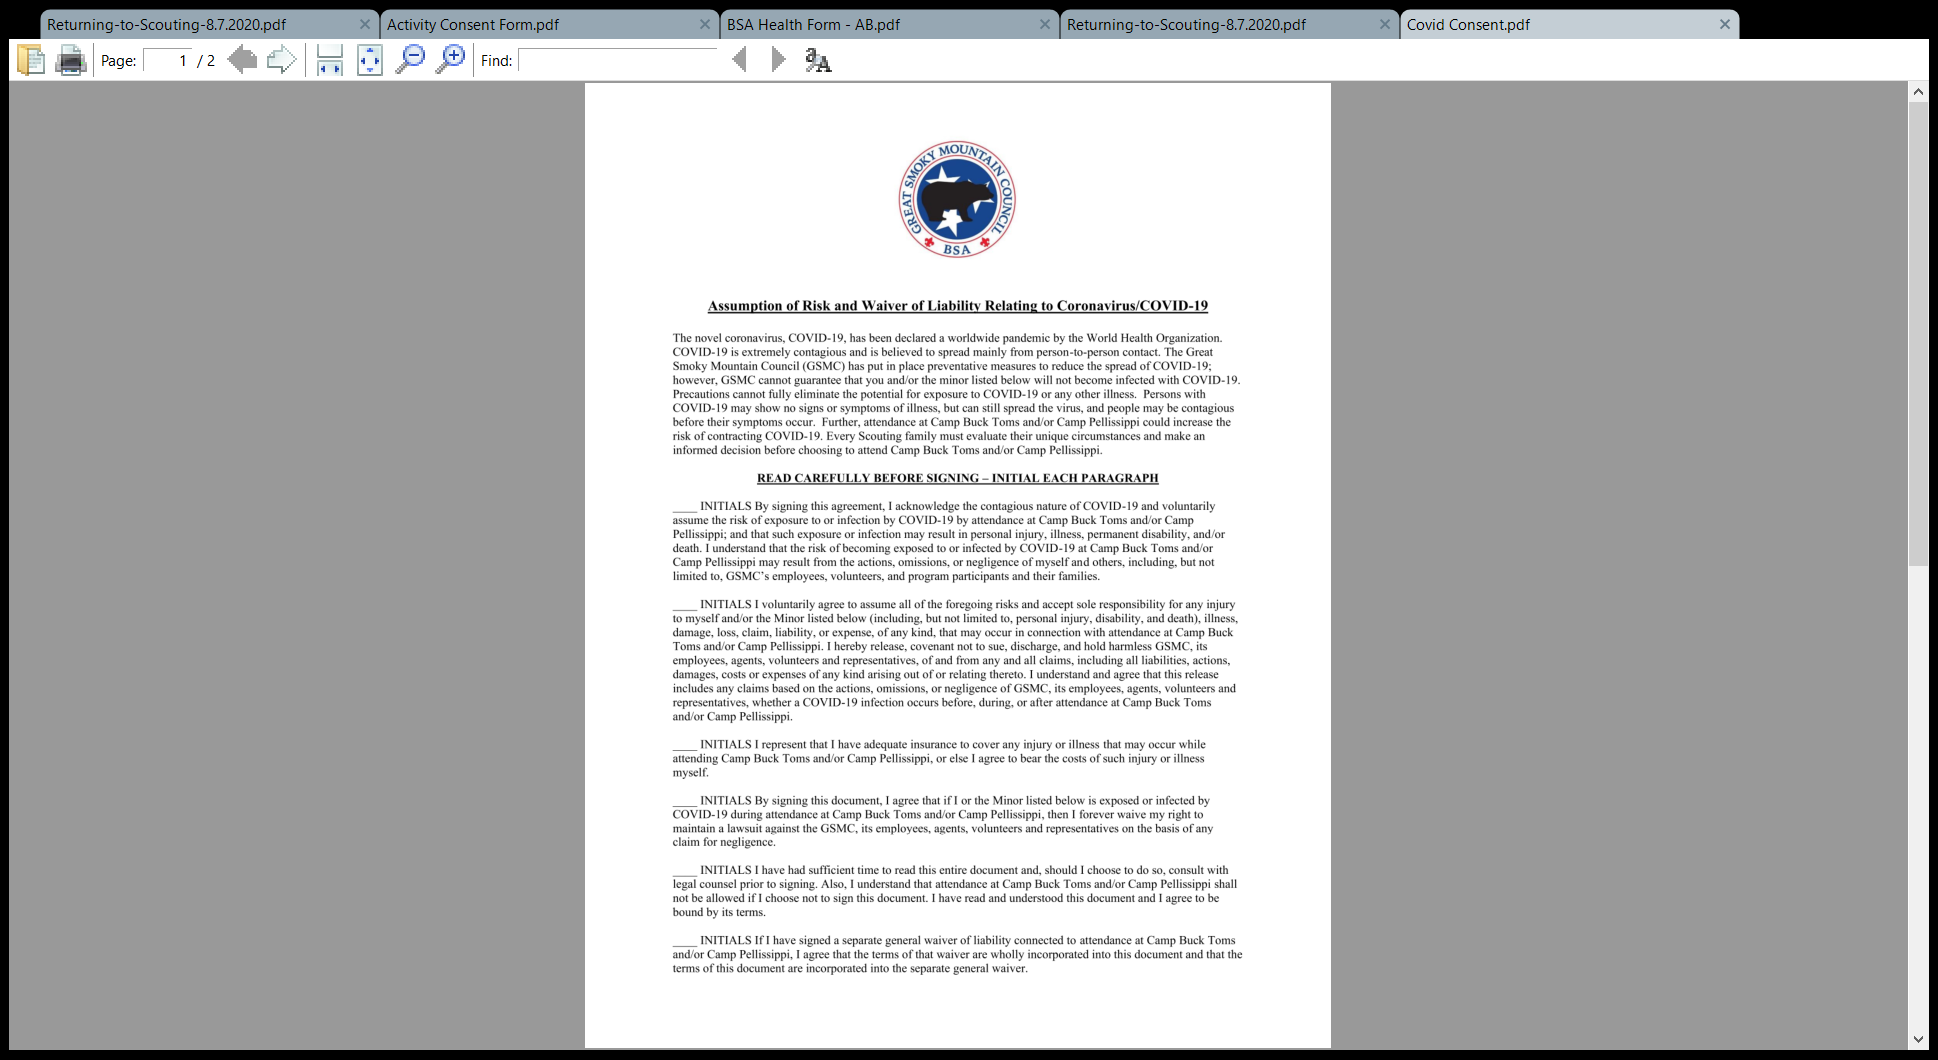 Returning-to-Scouting-8.7.2020.pdf
Activity Consent Form.pdf
BSA Health Form - AB.pdf
Returning-to-Scouting-8.7.2020.pdf
Covid Consent.pdf
Page: 1 / 2
Find:
GREAT SMOKY MOUNTAIN COUNCIL
BSA
Assumption of Risk and Waiver of Liability Relating to Coronavirus/COVID-19
The novel coronavirus, COVID-19, has been declared a worldwide pandemic by the World Health Organization.
COVID-19 is extremely contagious and is believed to spread mainly from person-to-person contact. The Great
Smoky Mountain Council (GSMC) has put in place preventative measures to reduce the spread of COVID-19;
however, GSMC cannot guarantee that you and/or the minor listed below will not become infected with COVID-19.
Precautions cannot fully eliminate the potential for exposure to COVID-19 or any other illness.  Persons with
COVID-19 may show no signs or symptoms of illness, but can still spread the virus, and people may be contagious
before their symptoms occur.  Further, attendance at Camp Buck Toms and/or Camp Pellissippi could increase the
risk of contracting COVID-19. Every Scouting family must evaluate their unique circumstances and make an
informed decision before choosing to attend Camp Buck Toms and/or Camp Pellissippi.
READ CAREFULLY BEFORE SIGNING – INITIAL EACH PARAGRAPH
____ INITIALS By signing this agreement, I acknowledge the contagious nature of COVID-19 and voluntarily
assume the risk of exposure to or infection by COVID-19 by attendance at Camp Buck Toms and/or Camp
Pellissippi; and that such exposure or infection may result in personal injury, illness, permanent disability, and/or
death. I understand that the risk of becoming exposed to or infected by COVID-19 at Camp Buck Toms and/or
Camp Pellissippi may result from the actions, omissions, or negligence of myself and others, including, but not
limited to, GSMC’s employees, volunteers, and program participants and their families.
____ INITIALS I voluntarily agree to assume all of the foregoing risks and accept sole responsibility for any injury
to myself and/or the Minor listed below (including, but not limited to, personal injury, disability, and death), illness,
damage, loss, claim, liability, or expense, of any kind, that may occur in connection with attendance at Camp Buck
Toms and/or Camp Pellissippi. I hereby release, covenant not to sue, discharge, and hold harmless GSMC, its
employees, agents, volunteers and representatives, of and from any and all claims, including all liabilities, actions,
damages, costs or expenses of any kind arising out of or relating thereto. I understand and agree that this release
includes any claims based on the actions, omissions, or negligence of GSMC, its employees, agents, volunteers and
representatives, whether a COVID-19 infection occurs before, during, or after attendance at Camp Buck Toms
and/or Camp Pellissippi.
____ INITIALS I represent that I have adequate insurance to cover any injury or illness that may occur while
attending Camp Buck Toms and/or Camp Pellissippi, or else I agree to bear the costs of such injury or illness
myself.
____ INITIALS By signing this document, I agree that if I or the Minor listed below is exposed or infected by
COVID-19 during attendance at Camp Buck Toms and/or Camp Pellissippi, then I forever waive my right to
maintain a lawsuit against the GSMC, its employees, agents, volunteers and representatives on the basis of any
claim for negligence.
____ INITIALS I have had sufficient time to read this entire document and, should I choose to do so, consult with
legal counsel prior to signing. Also, I understand that attendance at Camp Buck Toms and/or Camp Pellissippi shall
not be allowed if I choose not to sign this document. I have read and understood this document and I agree to be
bound by its terms.
____ INITIALS If I have signed a separate general waiver of liability connected to attendance at Camp Buck Toms
and/or Camp Pellissippi, I agree that the terms of that waiver are wholly incorporated into this document and that the
terms of this document are incorporated into the separate general waiver.